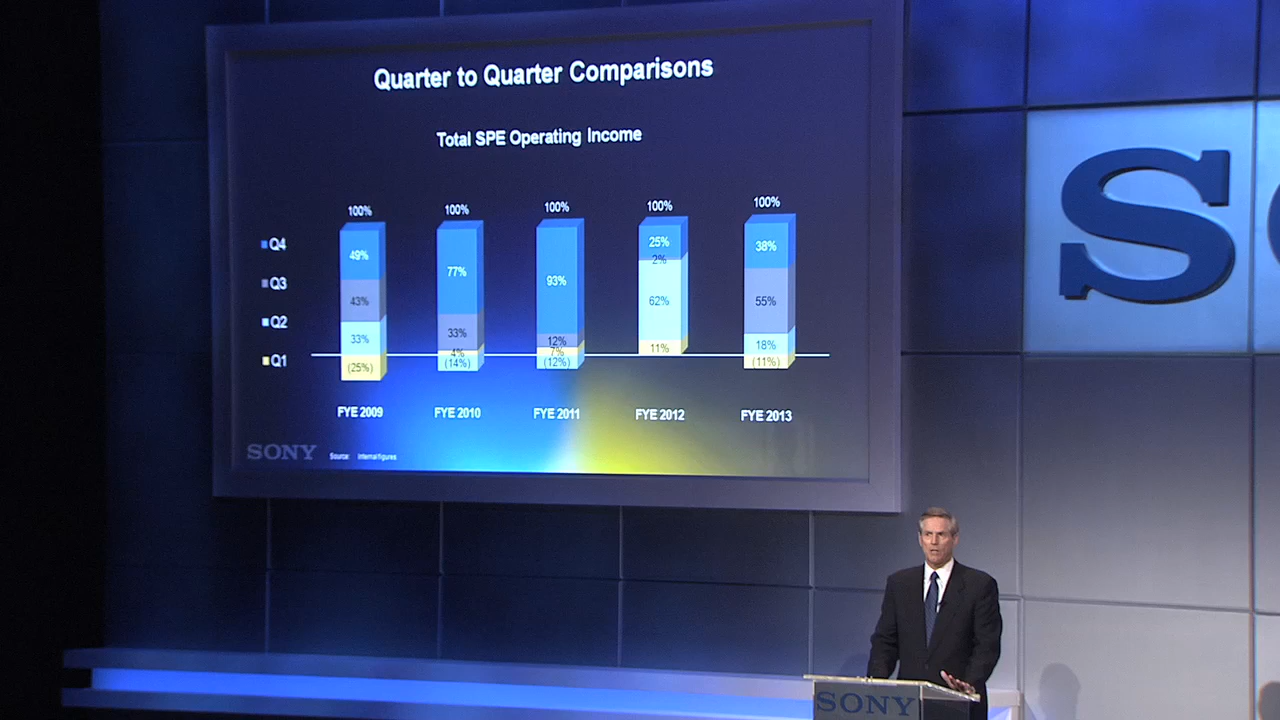 Quarter to Quarter Comparisons
Total SPE Operating Income
100% 100% 100% 100% 100%
Q4 49% 77% 93% 25% 38%
2%
Q3 43% 33% 12% 62% 55%
Q2 33% 4% 7% 11% 18%
Q1 (25%) (14%) (12%) (11%)
FYE 2009 FYE 2010 FYE 2011 FYE 2012 FYE 2013
SONY Source: Internal figures
S
SONY